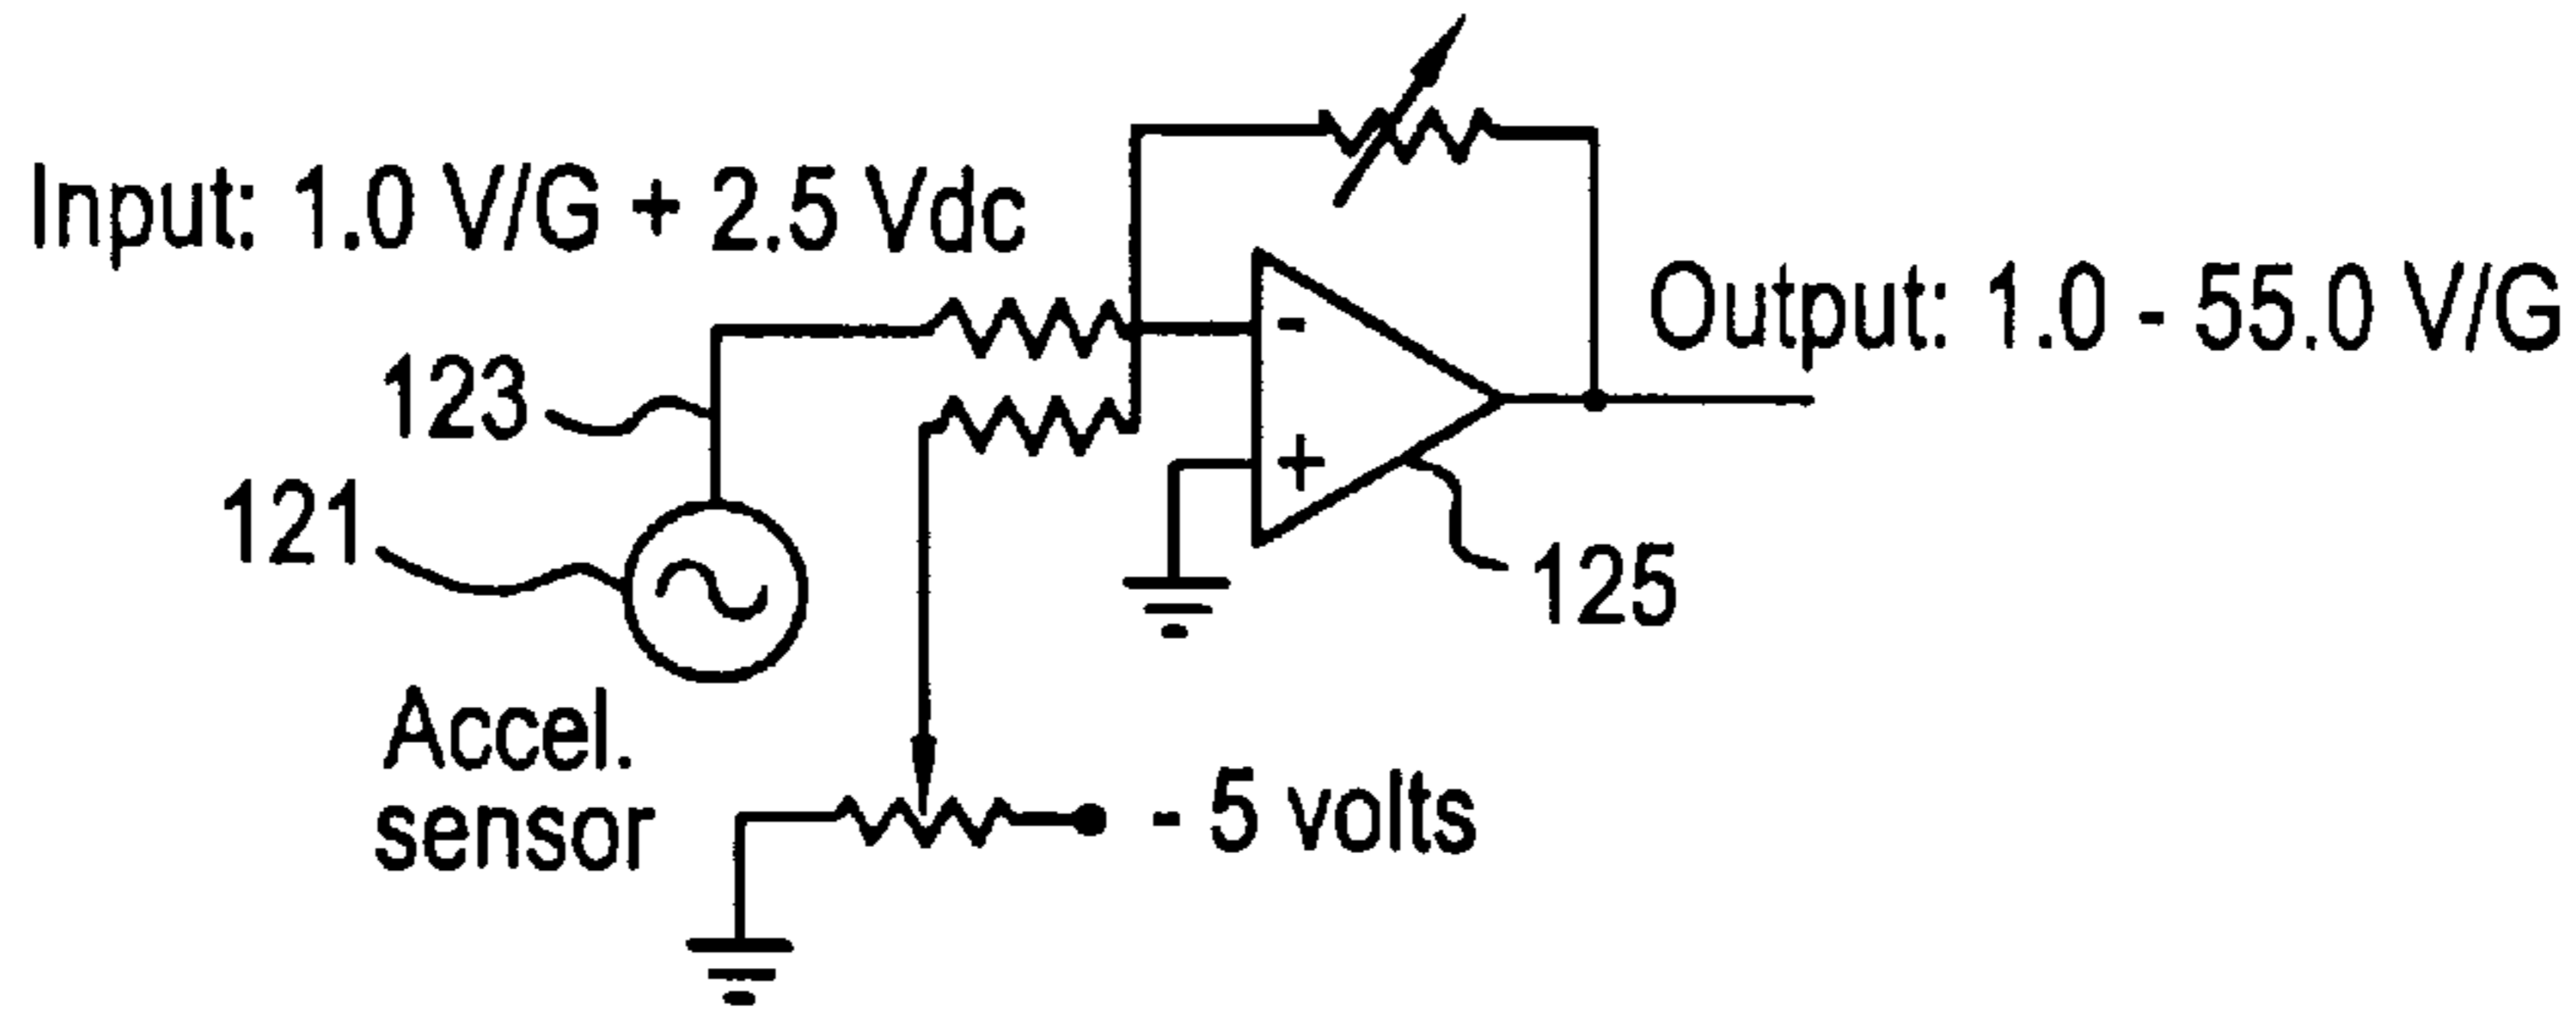 Input: 1.0 V/G + 2.5 Vdc
Output: 1.0 - 55.0 V/G
123
121
-
+
125
Accel.
sensor
- 5 volts